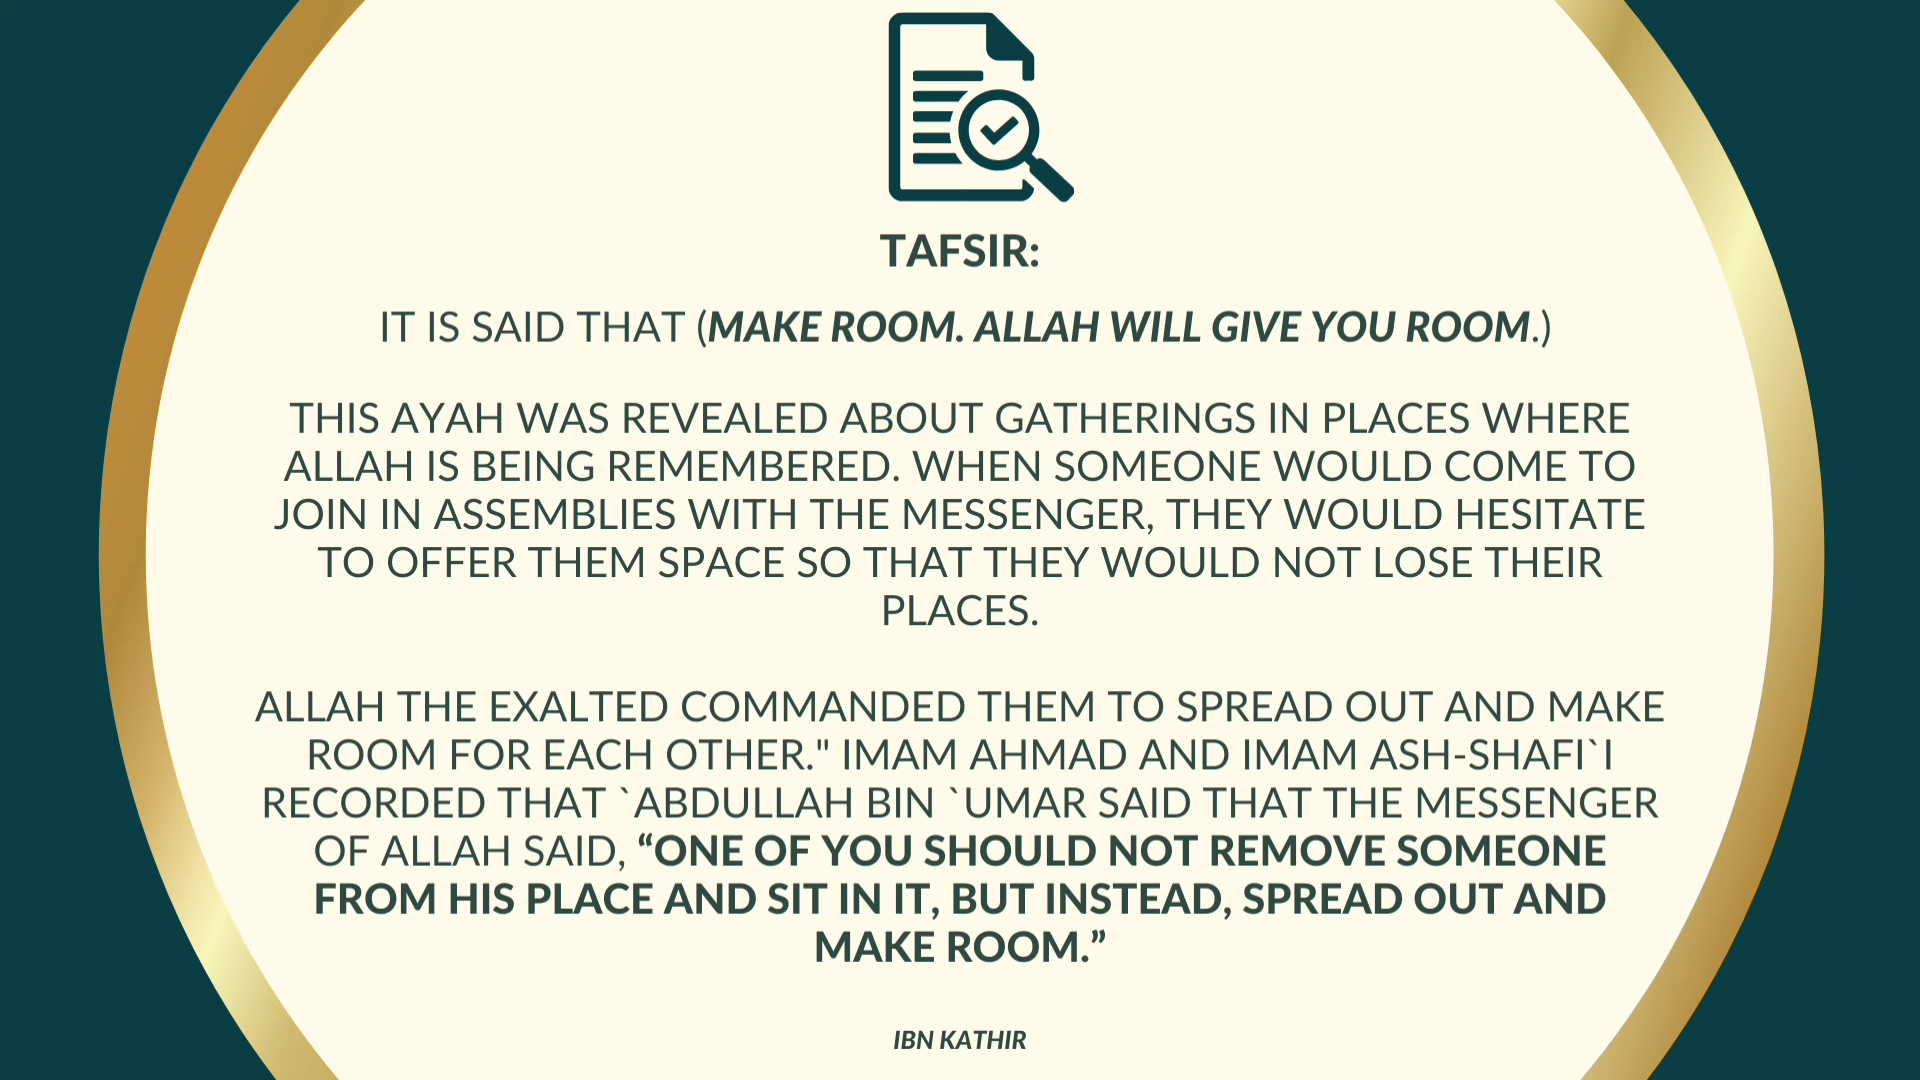 TAFSIR:
IT IS SAID THAT (MAKE ROOM. ALLAH WILL GIVE YOU ROOM.)
THIS AYAH WAS REVEALED ABOUT GATHERINGS IN PLACES WHERE
ALLAH IS BEING REMEMBERED. WHEN SOMEONE WOULD COME TO
JOIN IN ASSEMBLIES WITH THE MESSENGER, THEY WOULD HESITATE
TO OFFER THEM SPACE SO THAT THEY WOULD NOT LOSE THEIR
PLACES.
ALLAH THE EXALTED COMMANDED THEM TO SPREAD OUT AND MAKE
ROOM FOR EACH OTHER." IMAM AHMAD AND IMAM ASH-SHAFI`I
RECORDED THAT `ABDULLAH BIN `UMAR SAID THAT THE MESSENGER
OF ALLAH SAID, “ONE OF YOU SHOULD NOT REMOVE SOMEONE
FROM HIS PLACE AND SIT IN IT, BUT INSTEAD, SPREAD OUT AND
MAKE ROOM.”
IBN KATHIR